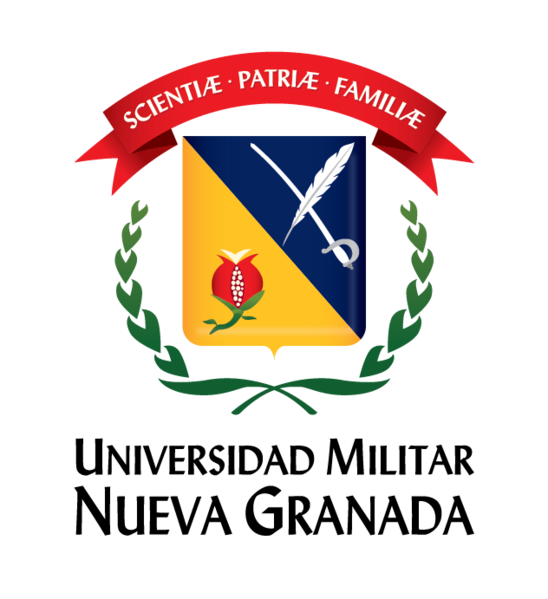 SCIENTIÆ · PATRIÆ · FAMILIÆ
UNIVERSIDAD MILITAR
NUEVA GRANADA